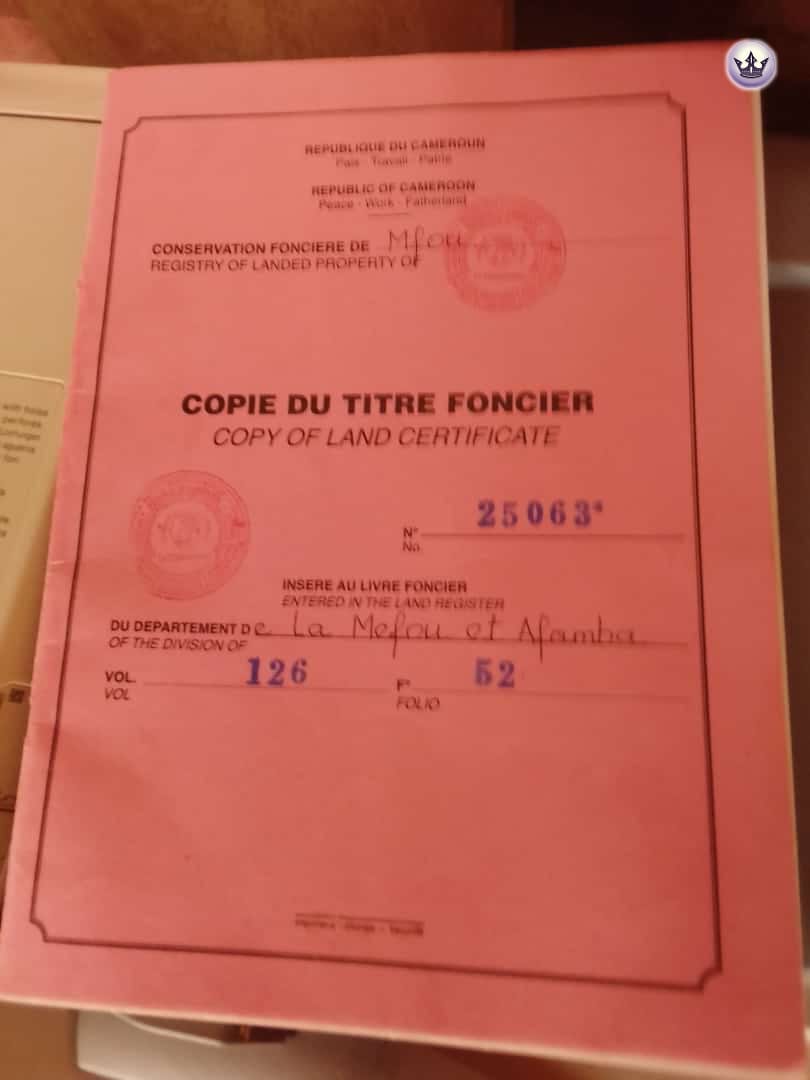 REPUBLIQUE DU CAMEROUN
Paix - Travail - Patrie
REPUBLIC OF CAMEROON
Peace - Work - Fatherland
CONSERVATION FONCIERE DE Mfou
REGISTRY OF LANDED PROPERTY OF
COPIE DU TITRE FONCIER
COPY OF LAND CERTIFICATE
N° 25063
No
INSERE AU LIVRE FONCIER
ENTERED IN THE LAND REGISTER
DU DEPARTEMENT De La Mefou et Afamba
OF THE DIVISION OF
VOL. 126 F° 52
VOL FOLIO